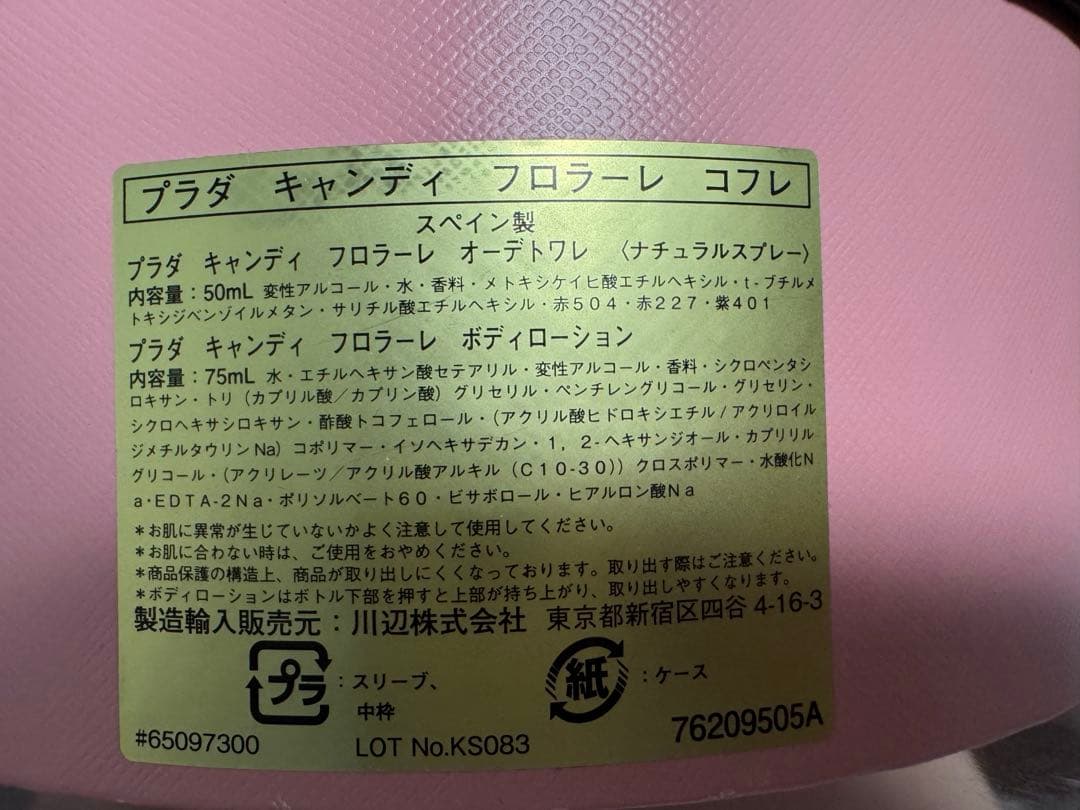 プラダ　キャンディ　フロラーレ　コフレ
スペイン製
プラダ　キャンディ　フロラーレ　オーデトワレ　〈ナチュラルスプレー〉
内容量：50mL 変性アルコール・水・香料・メトキシケイヒ酸エチルヘキシル・t-ブチルメ
トキシジベンゾイルメタン・サリチル酸エチルヘキシル・赤504・赤227・紫401
プラダ　キャンディ　フロラーレ　ボディローション
内容量：75mL 水・エチルヘキサン酸セテアリル・変性アルコール・香料・シクロペンタシ
ロキサン・トリ（カプリル酸／カプリン酸）グリセリル・ペンチレングリコール・グリセリン・
シクロヘキサシロキサン・酢酸トコフェロール・(アクリル酸ヒドロキシエチル/アクリロイル
ジメチルタウリンNa）コポリマー・イソヘキサデカン・1，2-ヘキサンジオール・カプリリル
グリコール・(アクリレーツ／アクリル酸アルキル（C10-30)）クロスポリマー・水酸化N
a・EDTA-2Na・ポリソルベート60・ビサボロール・ヒアルロン酸Na
＊お肌に異常が生じていないかよく注意して使用してください。
＊お肌に合わない時は、ご使用をおやめください。
＊商品保護の構造上、商品が取り出しにくくなっております。取り出す際はご注意ください。
＊ボディローションはボトル下部を押すと上部が持ち上がり、取り出しやすくなります。
製造輸入販売元：川辺株式会社　東京都新宿区四谷 4-16-3
プラ：スリーブ、
中枠
紙：ケース
#65097300
LOT No.KS083
76209505A